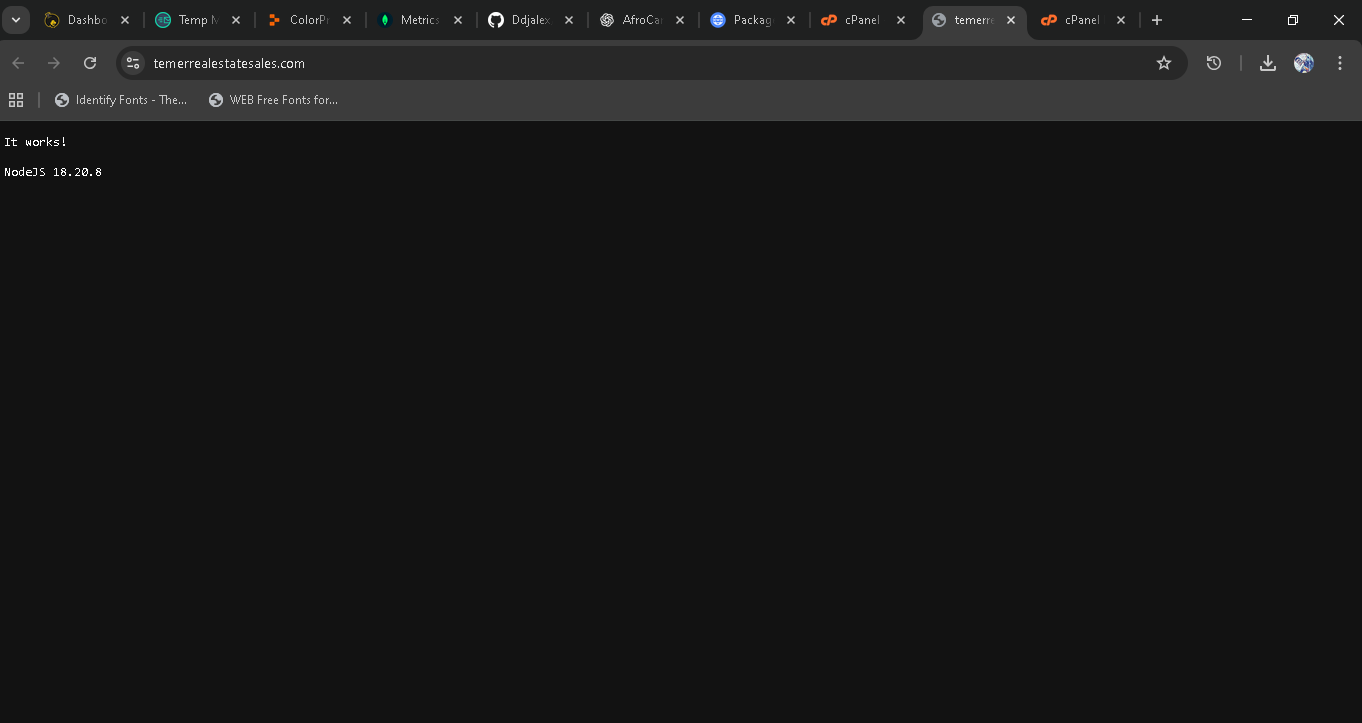 Dashbo
Temp M
ColorPr
Metrics
Ddjalex
AfroCar
Packag
cPanel
temerre
cPanel
temerrealestatesales.com
Identify Fonts - The...
WEB Free Fonts for...
It works!
NodeJS 18.20.8